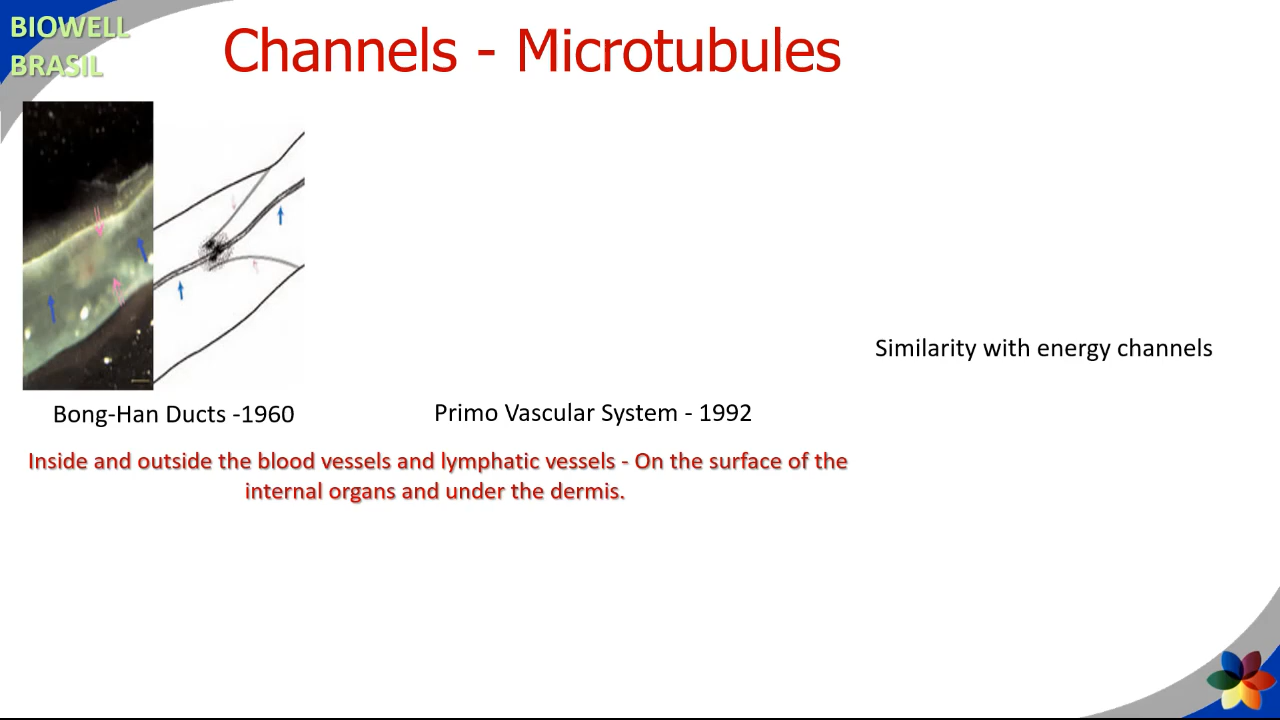 BIOWELL
BRASIL
Channels - Microtubules
Similarity with energy channels
Bong-Han Ducts -1960
Primo Vascular System - 1992
Inside and outside the blood vessels and lymphatic vessels - On the surface of the
internal organs and under the dermis.